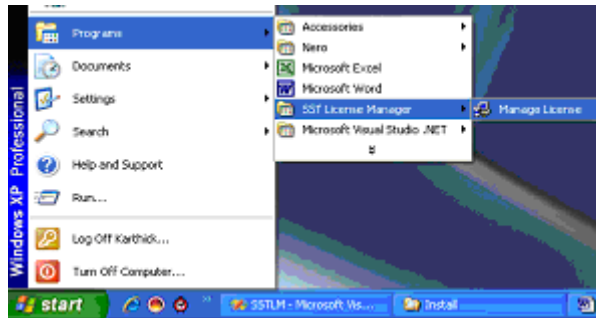 Programs
Documents
Settings
Search
Help and Support
Run...
Log Off Karthick...
Turn Off Computer...
Windows XP Professional
Accessories
Nero
Microsoft Excel
Microsoft Word
SST License Manager
Microsoft Visual Studio .NET
Manage License
start
SSTLM - Microsoft Vis...
Install